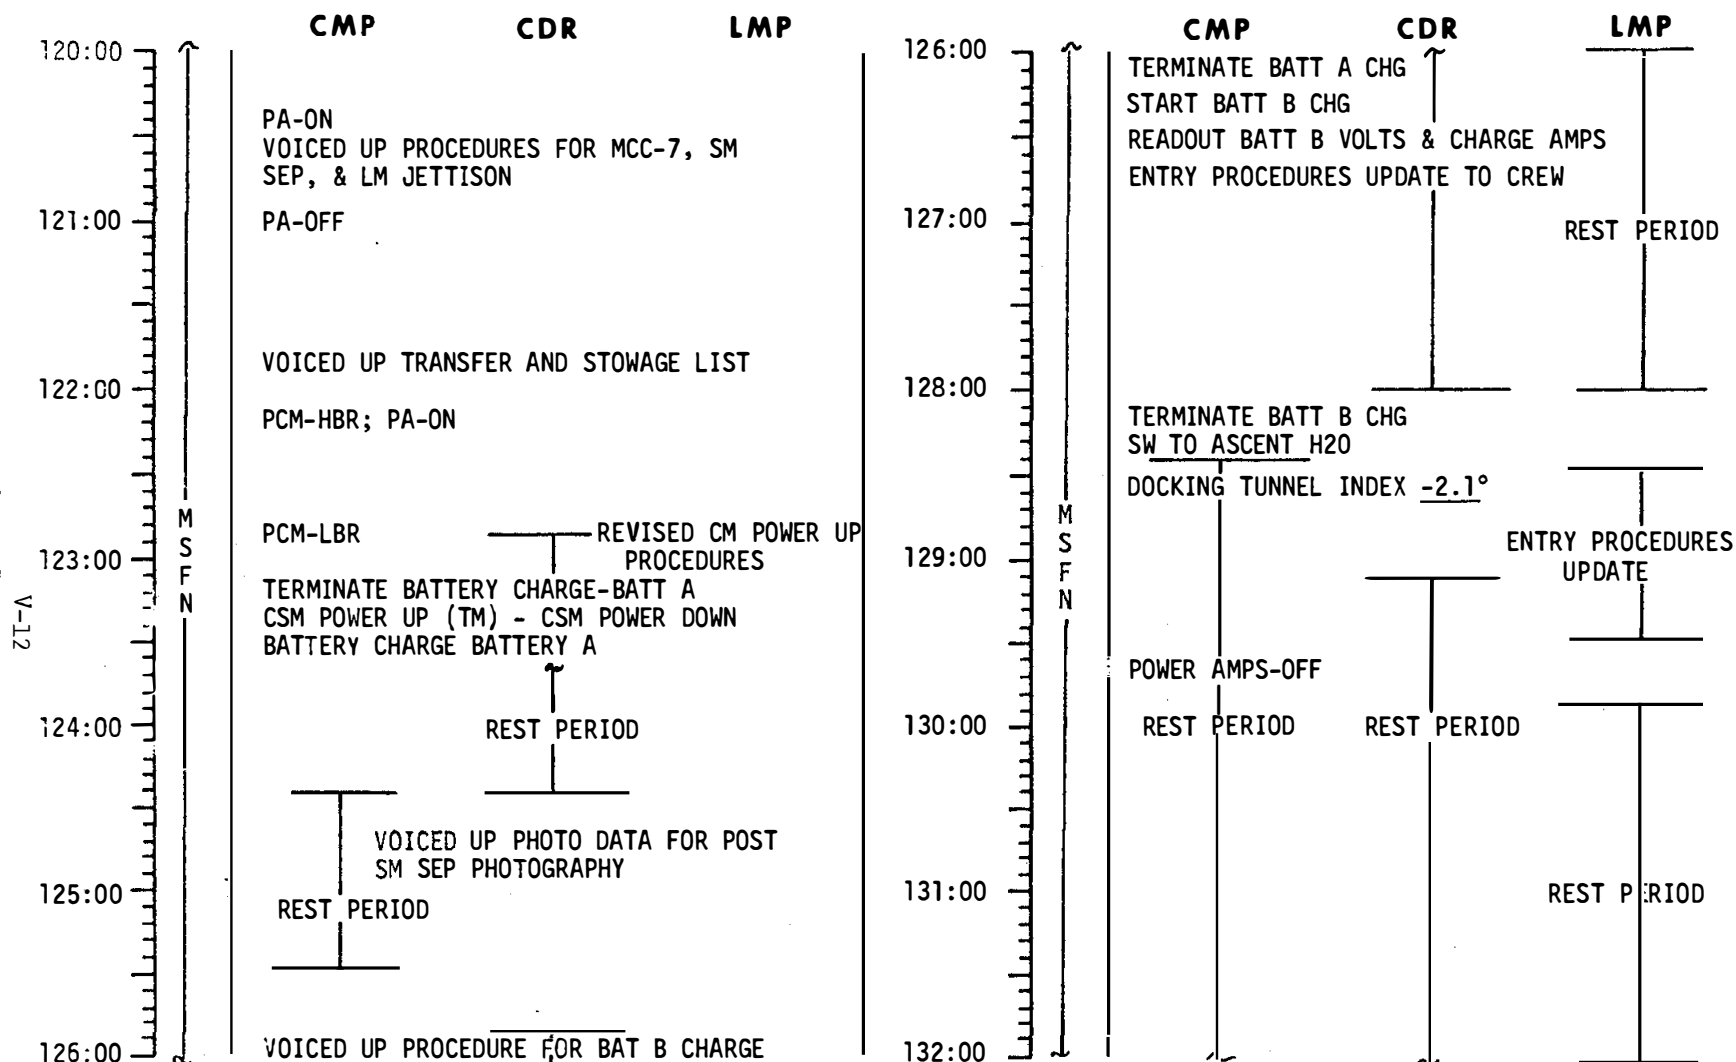 CMP CDR LMP
120:00
PA-ON
VOICED UP PROCEDURES FOR MCC-7, SM
SEP, & LM JETTISON
121:00
PA-OFF
VOICED UP TRANSFER AND STOWAGE LIST
122:00
PCM-HBR; PA-ON
MSFN
PCM-LBR
REVISED CM POWER UP
PROCEDURES
123:00
TERMINATE BATTERY CHARGE-BATT A
CSM POWER UP (TM) - CSM POWER DOWN
BATTERY CHARGE BATTERY A
124:00
REST PERIOD
VOICED UP PHOTO DATA FOR POST
SM SEP PHOTOGRAPHY
125:00
REST PERIOD
126:00
VOICED UP PROCEDURE FOR BAT B CHARGE
V-12
CMP CDR LMP
126:00
TERMINATE BATT A CHG
START BATT B CHG
READOUT BATT B VOLTS & CHARGE AMPS
ENTRY PROCEDURES UPDATE TO CREW
127:00
REST PERIOD
128:00
TERMINATE BATT B CHG
SW TO ASCENT H2O
DOCKING TUNNEL INDEX -2.1°
MSFN
129:00
ENTRY PROCEDURES
UPDATE
POWER AMPS-OFF
130:00
REST PERIOD
REST PERIOD
131:00
REST PERIOD
132:00